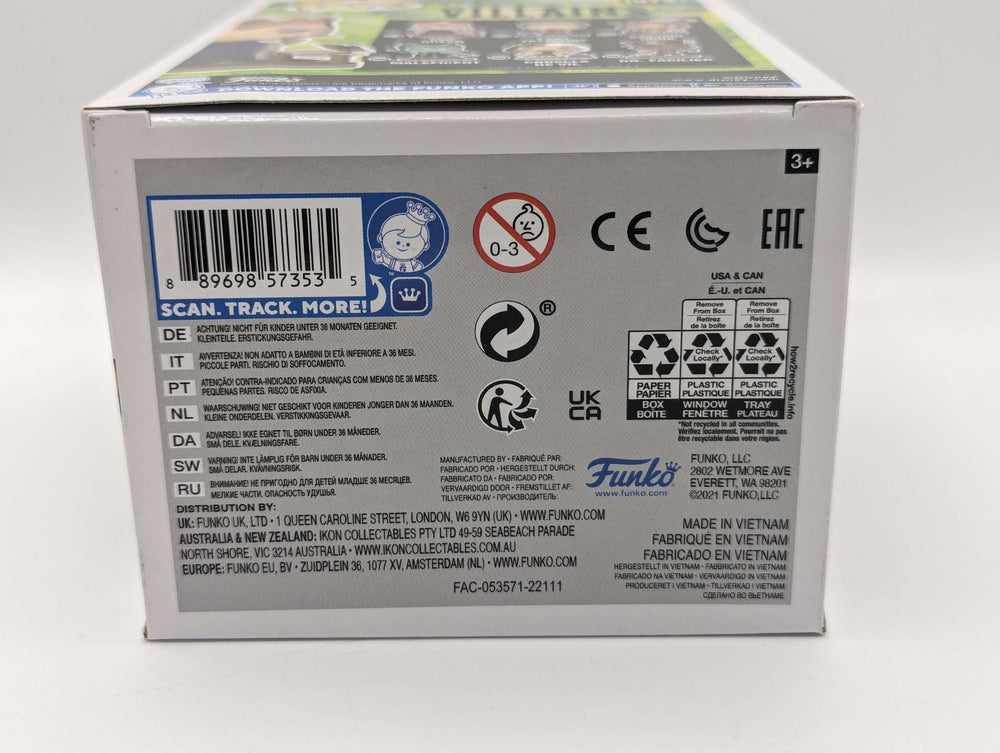 VILLAIN
MALEFICENT
CRUELLA
DR. FACILIER
Funko
DOWNLOAD THE FUNKO APP!
3+
8 89698 57353 5
SCAN. TRACK. MORE!
0-3
CE
EAC
USA & CAN
É.-U. et CAN
Remove From Box
Retirez de la boîte
Remove From Box
Retirez de la boîte
Check Locally*
Check Locally*
PAPER
PAPIER
BOX
BOÎTE
PLASTIC
PLASTIQUE
WINDOW
FENÊTRE
PLASTIC
PLASTIQUE
TRAY
PLATEAU
how2recycle.info
*Not recycled in all communities.
Vérifiez localement. Pourrait ne pas
être recyclable dans votre région.
®
UK
CA
DE ACHTUNG! NICHT FÜR KINDER UNTER 36 MONATEN GEEIGNET.
KLEINTEILE. ERSTICKUNGSGEFAHR.
IT AVVERTENZA! NON ADATTO A BAMBINI DI ETÀ INFERIORE A 36 MESI.
PICCOLE PARTI. RISCHIO DI SOFFOCAMENTO.
PT ATENÇÃO! CONTRA-INDICADO PARA CRIANÇAS COM MENOS DE 36 MESES.
PEQUENAS PARTES. RISCO DE ASFIXIA.
NL WAARSCHUWING! NIET GESCHIKT VOOR KINDEREN JONGER DAN 36 MAANDEN.
KLEINE ONDERDELEN. VERSTIKKINGSGEVAAR.
DA ADVARSEL! IKKE EGNET TIL BØRN UNDER 36 MÅNEDER.
SMÅ DELE. KVÆLNINGSFARE.
SW VARNING! INTE LÄMPLIG FÖR BARN UNDER 36 MÅNADER.
SMÅ DELAR. KVÄVNINGSRISK.
RU ВНИМАНИЕ! НЕ ПРИГОДНО ДЛЯ ДЕТЕЙ МЛАДШЕ 36 МЕСЯЦЕВ.
МЕЛКИЕ ЧАСТИ. ОПАСНОСТЬ УДУШЬЯ.
MANUFACTURED BY • FABRIQUÉ PAR:
FABRICADO POR • HERGESTELLT DURCH:
FABBRICATO DA • FABRICADO POR:
VERVAARDIGD DOOR • FREMSTILLET AF:
TILLVERKAD AV • ПРОИЗВОДИТЕЛЬ:
Funko
www.funko.com
FUNKO, LLC
2802 WETMORE AVE
EVERETT, WA 98201
©2021 FUNKO,LLC
DISTRIBUTION BY:
UK: FUNKO UK, LTD • 1 QUEEN CAROLINE STREET, LONDON, W6 9YN (UK) • WWW.FUNKO.COM
AUSTRALIA & NEW ZEALAND: IKON COLLECTABLES PTY LTD 49-59 SEABEACH PARADE
NORTH SHORE, VIC 3214 AUSTRALIA • WWW.IKONCOLLECTABLES.COM.AU
EUROPE: FUNKO EU, BV • ZUIDPLEIN 36, 1077 XV, AMSTERDAM (NL) • WWW.FUNKO.COM
FAC-053571-22111
MADE IN VIETNAM
FABRIQUÉ EN VIETNAM
FABRICADO EN VIETNAM
HERGESTELLT IN VIETNAM • FABBRICATO IN VIETNAM
FABRICADO NA VIETNAM • VERVAARDIGD IN VIETNAM
PRODUCERET I VIETNAM • TILLVERKAD I VIETNAM
СДЕЛАНО ВО ВЬЕТНАМЕ